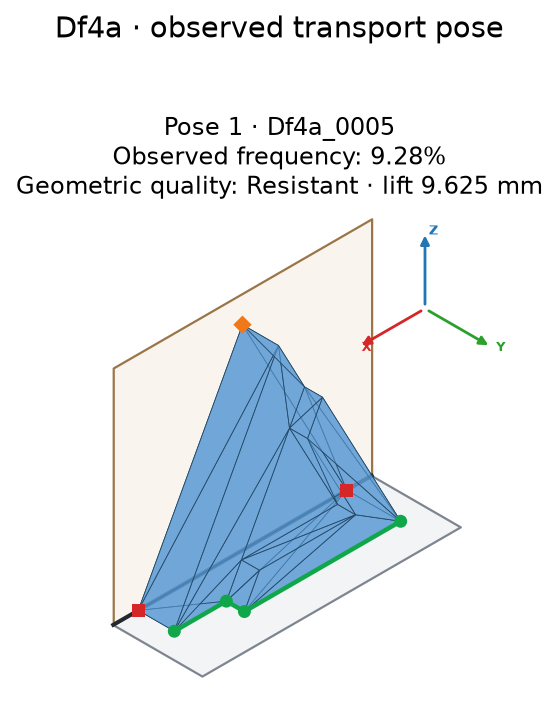 Df4a · observed transport pose
Pose 1 · Df4a_0005
Observed frequency: 9.28%
Geometric quality: Resistant · lift 9.625 mm
Z
X
Y